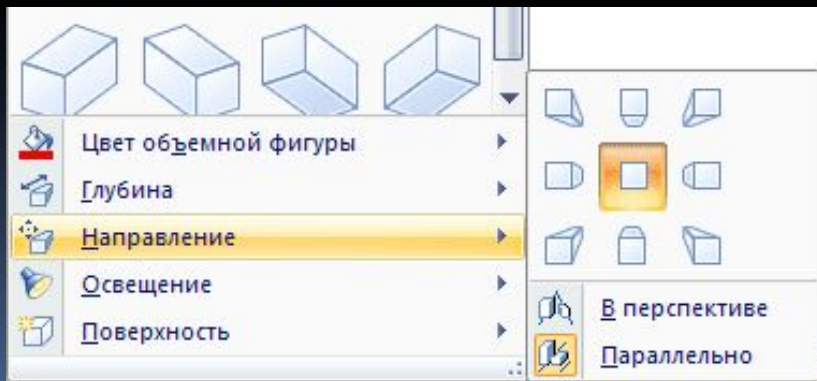 Цвет объемной фигуры
Глубина
Направление
Освещение
Поверхность
В перспективе
Параллельно